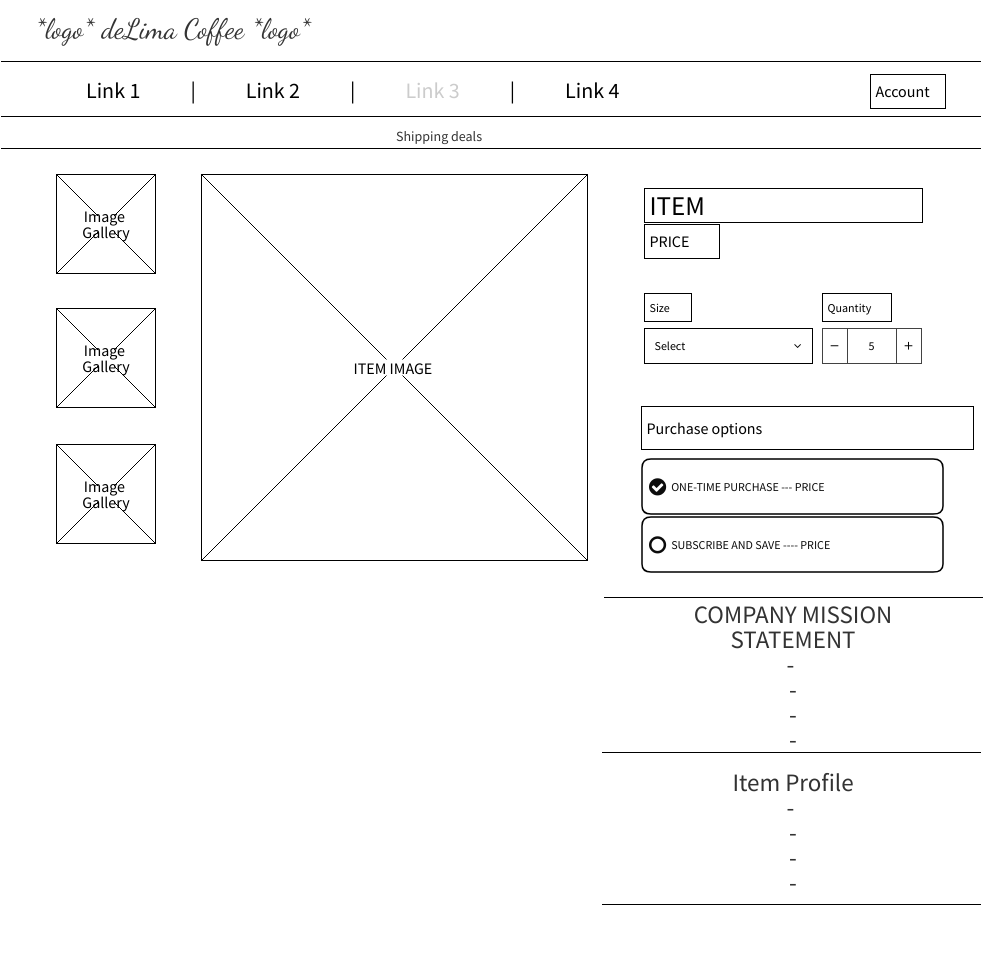 *logo* deLima Coffee *logo*
Link 1 | Link 2 | Link 3 | Link 4
Account
Shipping deals
Image
Gallery
Image
Gallery
Image
Gallery
ITEM IMAGE
ITEM
PRICE
Size
Quantity
Select
− 5 +
Purchase options
ONE-TIME PURCHASE --- PRICE
SUBSCRIBE AND SAVE ---- PRICE
COMPANY MISSION
STATEMENT
-
-
-
-
Item Profile
-
-
-
-